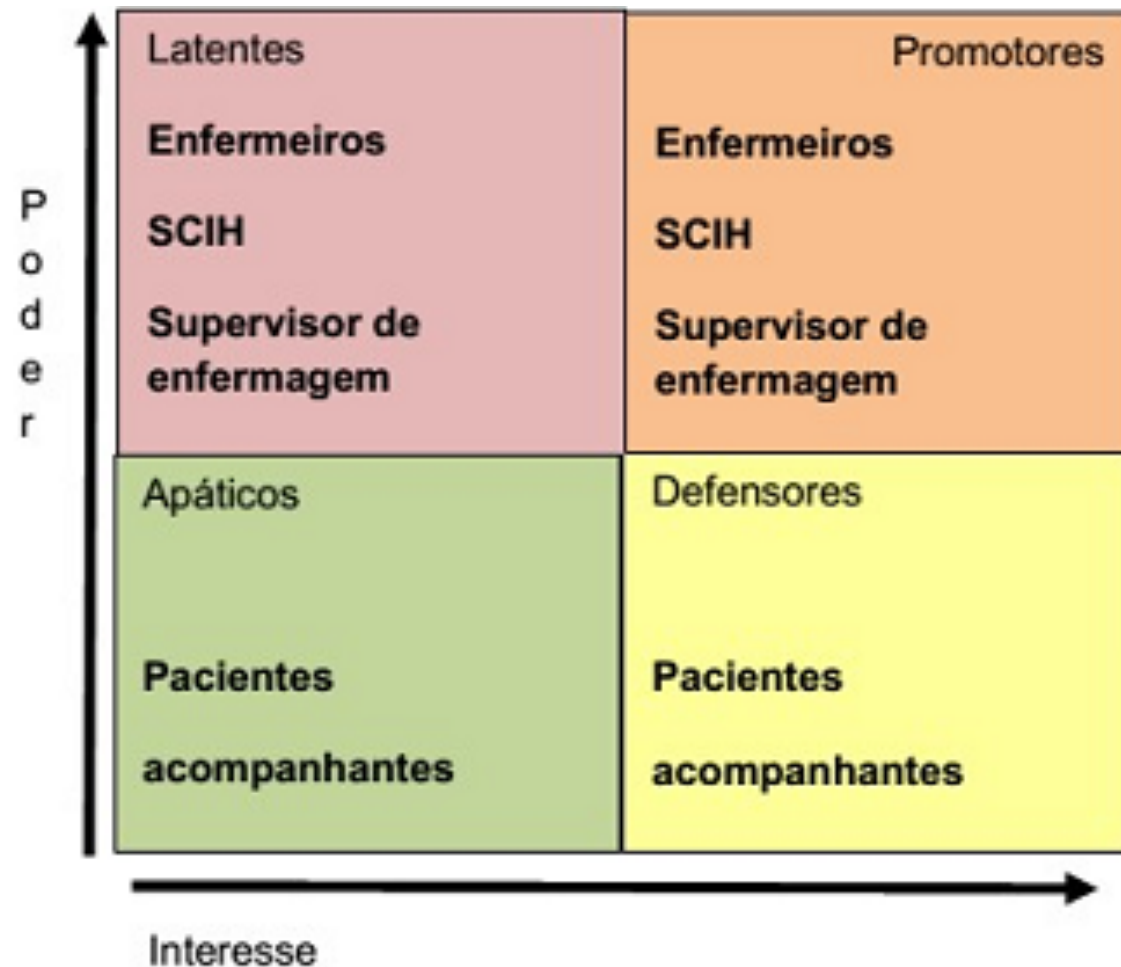 Poder
Latentes
Enfermeiros
SCIH
Supervisor de
enfermagem
Promotores
Enfermeiros
SCIH
Supervisor de
enfermagem
Apáticos
Pacientes
acompanhantes
Defensores
Pacientes
acompanhantes
Interesse